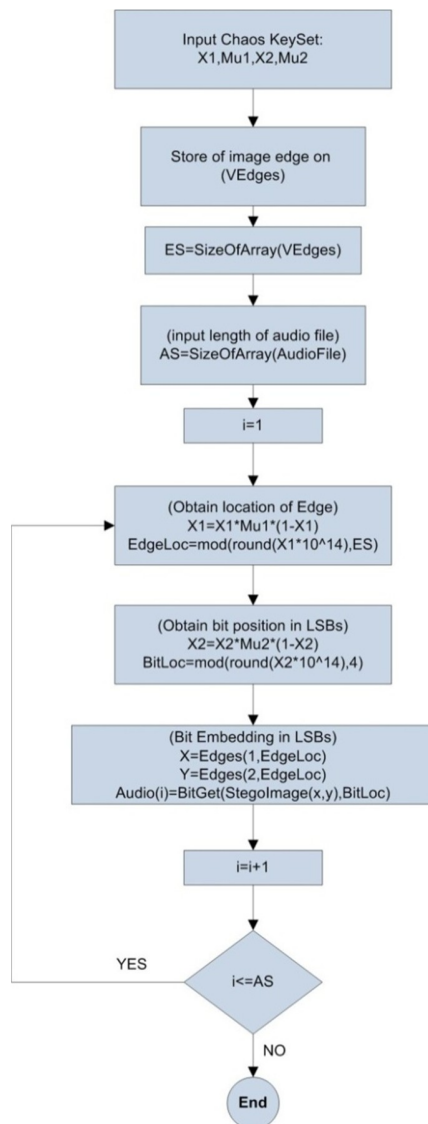 Input Chaos KeySet:
X1,Mu1,X2,Mu2
Store of image edge on
(VEdges)
ES=SizeOfArray(VEdges)
(input length of audio file)
AS=SizeOfArray(AudioFile)
i=1
(Obtain location of Edge)
X1=X1*Mu1*(1-X1)
EdgeLoc=mod(round(X1*10^14),ES)
(Obtain bit position in LSBs)
X2=X2*Mu2*(1-X2)
BitLoc=mod(round(X2*10^14),4)
(Bit Embedding in LSBs)
X=Edges(1,EdgeLoc)
Y=Edges(2,EdgeLoc)
Audio(i)=BitGet(StegoImage(x,y),BitLoc)
i=i+1
YES
i<=AS
NO
End